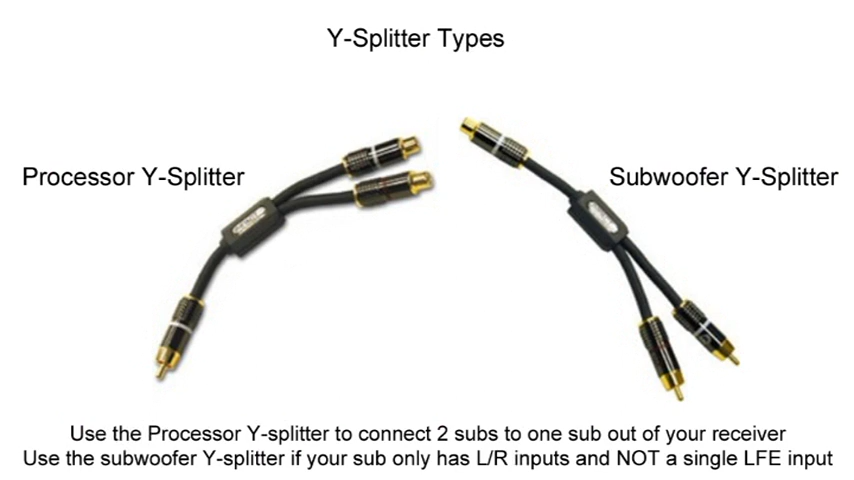 Y-Splitter Types
Processor Y-Splitter
Subwoofer Y-Splitter
Use the Processor Y-splitter to connect 2 subs to one sub out of your receiver
Use the subwoofer Y-splitter if your sub only has L/R inputs and NOT a single LFE input